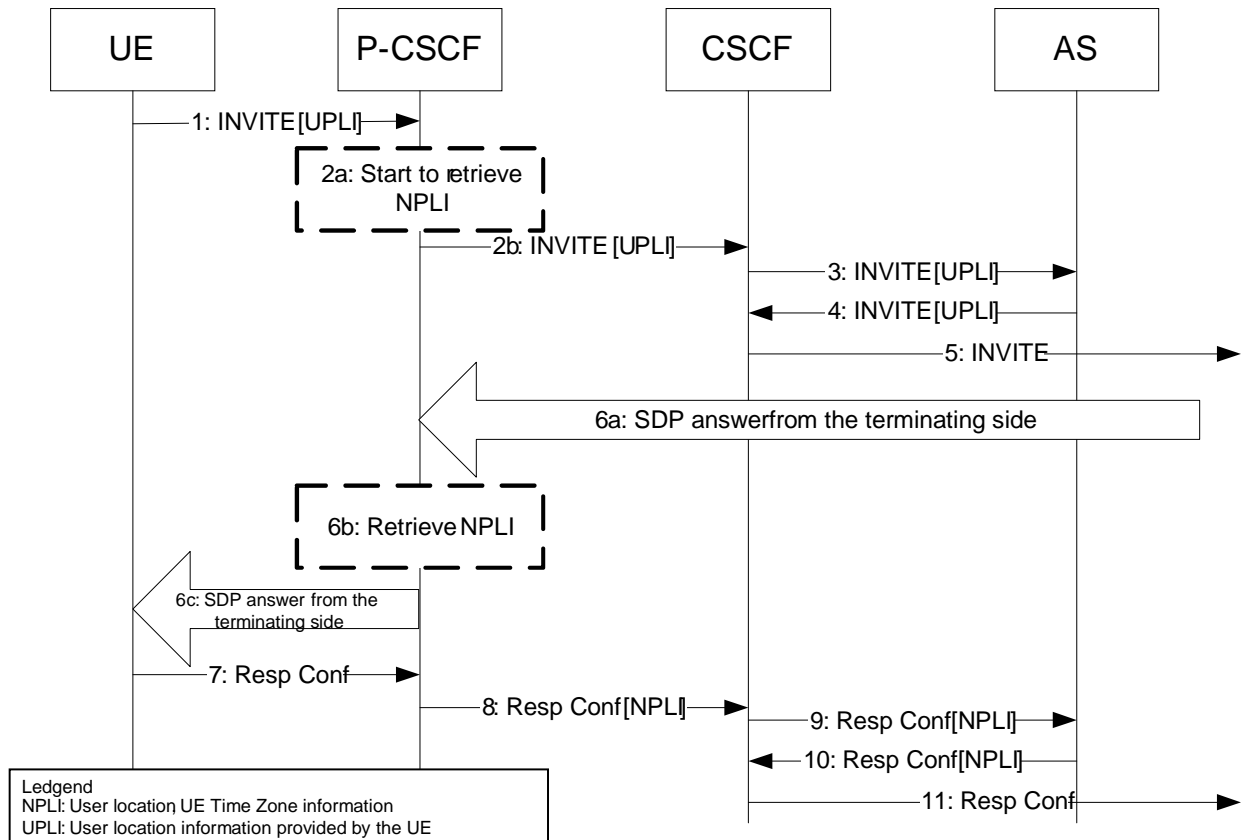 UE
P-CSCF
CSCF
AS
1: INVITE[UPLI]
2a: Start to retrieve
NPLI
2b: INVITE [UPLI]
3: INVITE[UPLI]
4: INVITE[UPLI]
5: INVITE
6a: SDP answerfrom the terminating side
6b: Retrieve NPLI
6c: SDP answer from the
terminating side
7: Resp Conf
8: Resp Conf[NPLI]
9: Resp Conf[NPLI]
10: Resp Conf[NPLI]
11: Resp Conf
Ledgend
NPLI: User location, UE Time Zone information
UPLI: User location information provided by the UE